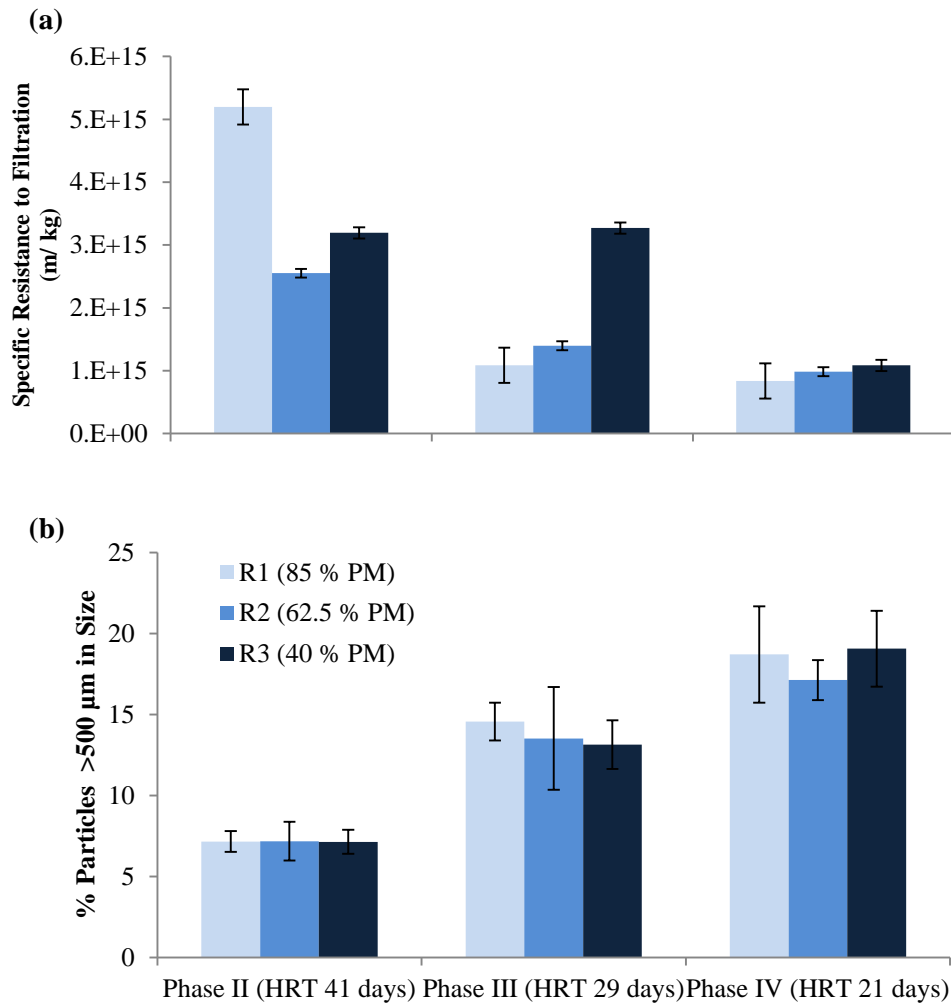 (a)
Specific Resistance to Filtration
(m/ kg)
6.E+15
5.E+15
4.E+15
3.E+15
2.E+15
1.E+15
0.E+00
(b)
% Particles >500 µm in Size
25
20
15
10
5
0
R1 (85 % PM)
R2 (62.5 % PM)
R3 (40 % PM)
Phase II (HRT 41 days) Phase III (HRT 29 days) Phase IV (HRT 21 days)